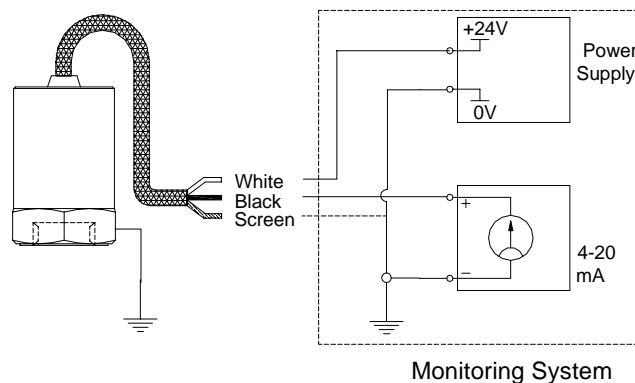 +24V
Power
Supply
0V
White
Black
Screen
+
4-20
mA
−
Monitoring System